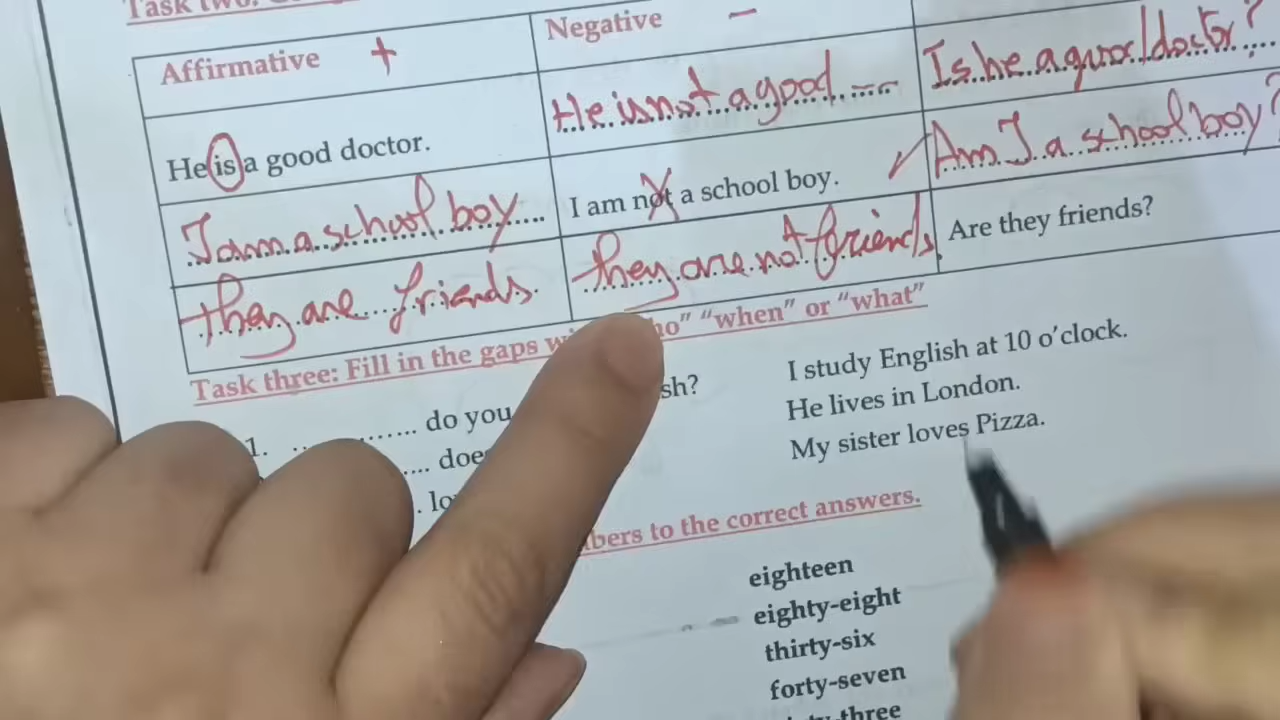 Task two:
Affirmative +
Negative –
He is a good doctor.
He is not a good ----
Is he a good doctor?
I am a school boy
I am not a school boy.
Am I a school boy?
they are friends.
they are not friends
Are they friends?
Task three: Fill in the gaps "when" or "what"
1. ............... do you
I study English at 10 o'clock.
He lives in London.
My sister loves Pizza.
to the correct answers.
eighteen
eighty-eight
thirty-six
forty-seven
three